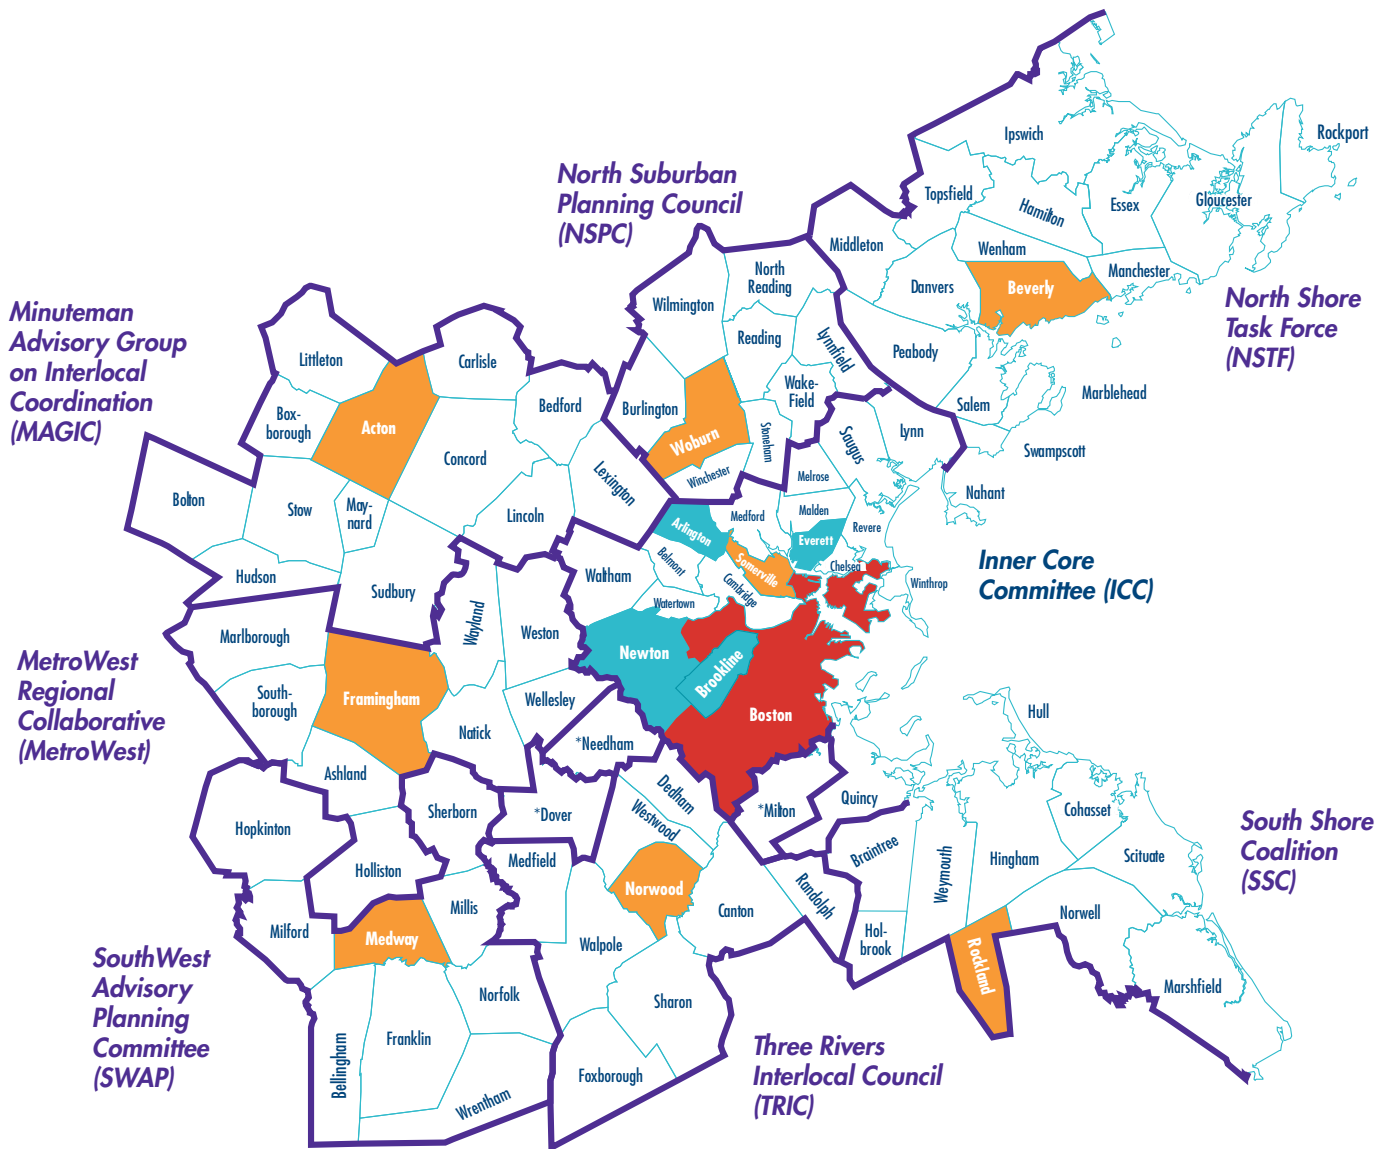 Ipswich
Rockport
North Suburban
Planning Council
(NSPC)
Topsfield
Hamilton
Essex
Gloucester
Middleton
Wenham
North
Reading
Manchester
Danvers
Beverly
Wilmington
North Shore
Task Force
(NSTF)
Minuteman
Advisory Group
on Interlocal
Coordination
(MAGIC)
Reading
Lynnfield
Peabody
Littleton
Carlisle
Wake-
Field
Marblehead
Bedford
Burlington
Salem
Box-
borough
Acton
Woburn
Stoneham
Saugus
Lynn
Concord
Swampscott
Lexington
Winchester
Melrose
Bolton
Stow
May-
nard
Lincoln
Nahant
Arlington
Medford
Malden
Revere
Everett
Hudson
Sudbury
Waltham
Belmont
Somerville
Chelsea
Winthrop
Inner Core
Committee (ICC)
Cambridge
Watertown
Marlborough
Wayland
Weston
Newton
Brookline
MetroWest
Regional
Collaborative
(MetroWest)
South-
borough
Framingham
Wellesley
Boston
Hull
Natick
*Needham
Ashland
Dedham
Sherborn
*Dover
Westwood
*Milton
Quincy
Cohasset
Hopkinton
South Shore
Coalition
(SSC)
Braintree
Scituate
Medfield
Hingham
Holliston
Weymouth
Norwood
Randolph
Millis
Canton
Norwell
Milford
Medway
Walpole
Hol-
brook
Rockland
SouthWest
Advisory
Planning
Committee
(SWAP)
Marshfield
Norfolk
Sharon
Franklin
Bellingham
Three Rivers
Interlocal Council
(TRIC)
Foxborough
Wrentham